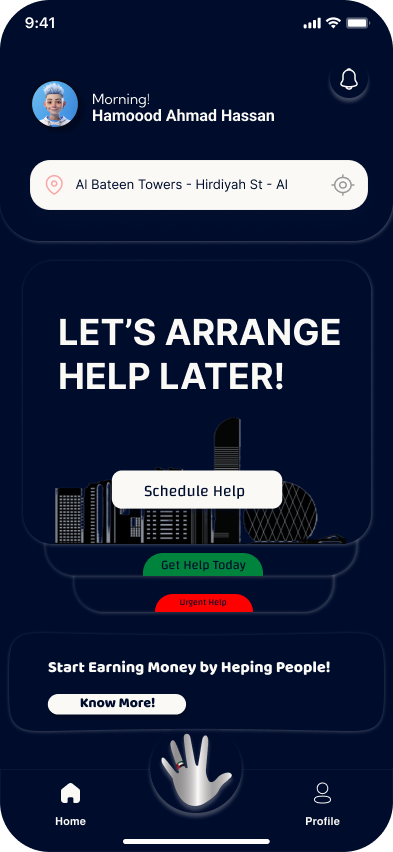 9:41
Morning!
Hamoood Ahmad Hassan
Al Bateen Towers - Hirdiyah St - Al
LET’S ARRANGE
HELP LATER!
Schedule Help
Get Help Today
Urgent Help
Start Earning Money by Heping People!
Know More!
Home
Profile